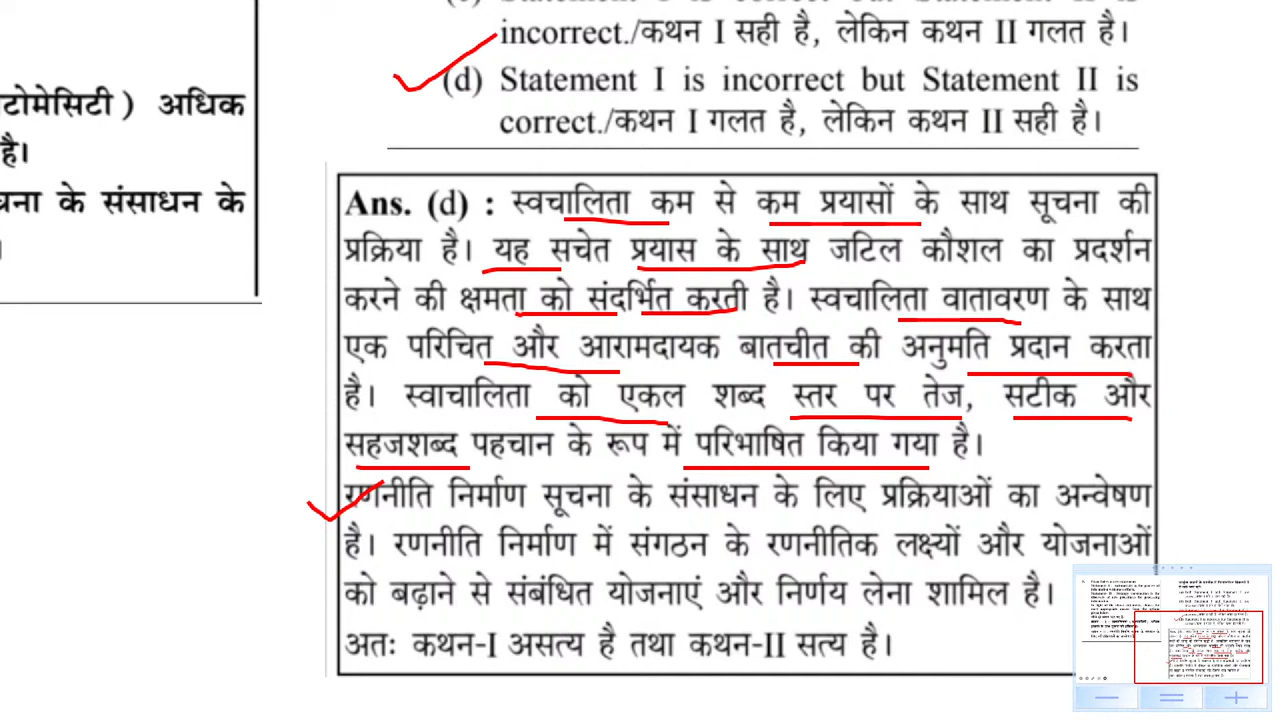 टोमेसिटी ) अधिक
है।
के संसाधन के
incorrect./कथन I सही है, लेकिन कथन II गलत है।
(d) Statement I is incorrect but Statement II is
correct./कथन I गलत है, लेकिन कथन II सही है।
Ans. (d) : स्वचालिता कम से कम प्रयासों के साथ सूचना की
प्रक्रिया है। यह सचेत प्रयास के साथ जटिल कौशल का प्रदर्शन
करने की क्षमता को संदर्भित करती है। स्वचालिता वातावरण के साथ
एक परिचित और आरामदायक बातचीत की अनुमति प्रदान करता
है। स्वाचालिता को एकल शब्द स्तर पर तेज, सटीक और
सहजशब्द पहचान के रूप में परिभाषित किया गया है।
रणनीति निर्माण सूचना के संसाधन के लिए प्रक्रियाओं का अन्वेषण
है। रणनीति निर्माण में संगठन के रणनीतिक लक्ष्यों और योजनाओं
को बढ़ाने से संबंधित योजनाएं और निर्णय लेना शामिल है।
अतः कथन-I असत्य है तथा कथन-II सत्य है।